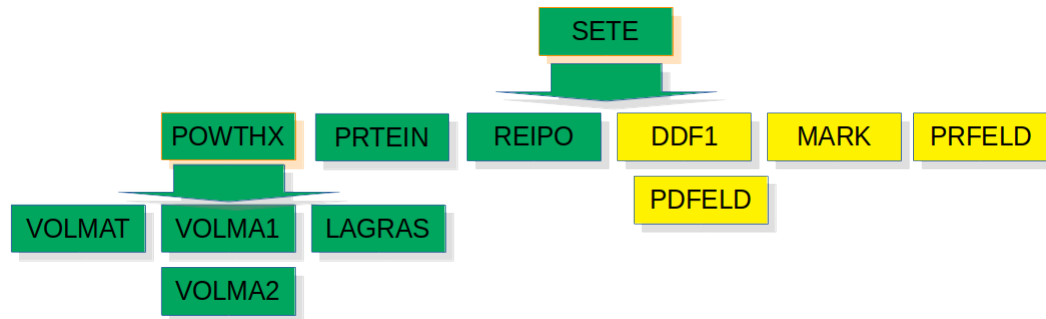 SETE
POWTHX PRTEIN REIPO DDF1 MARK PRFELD
PDFELD
VOLMAT VOLMA1 LAGRAS
VOLMA2